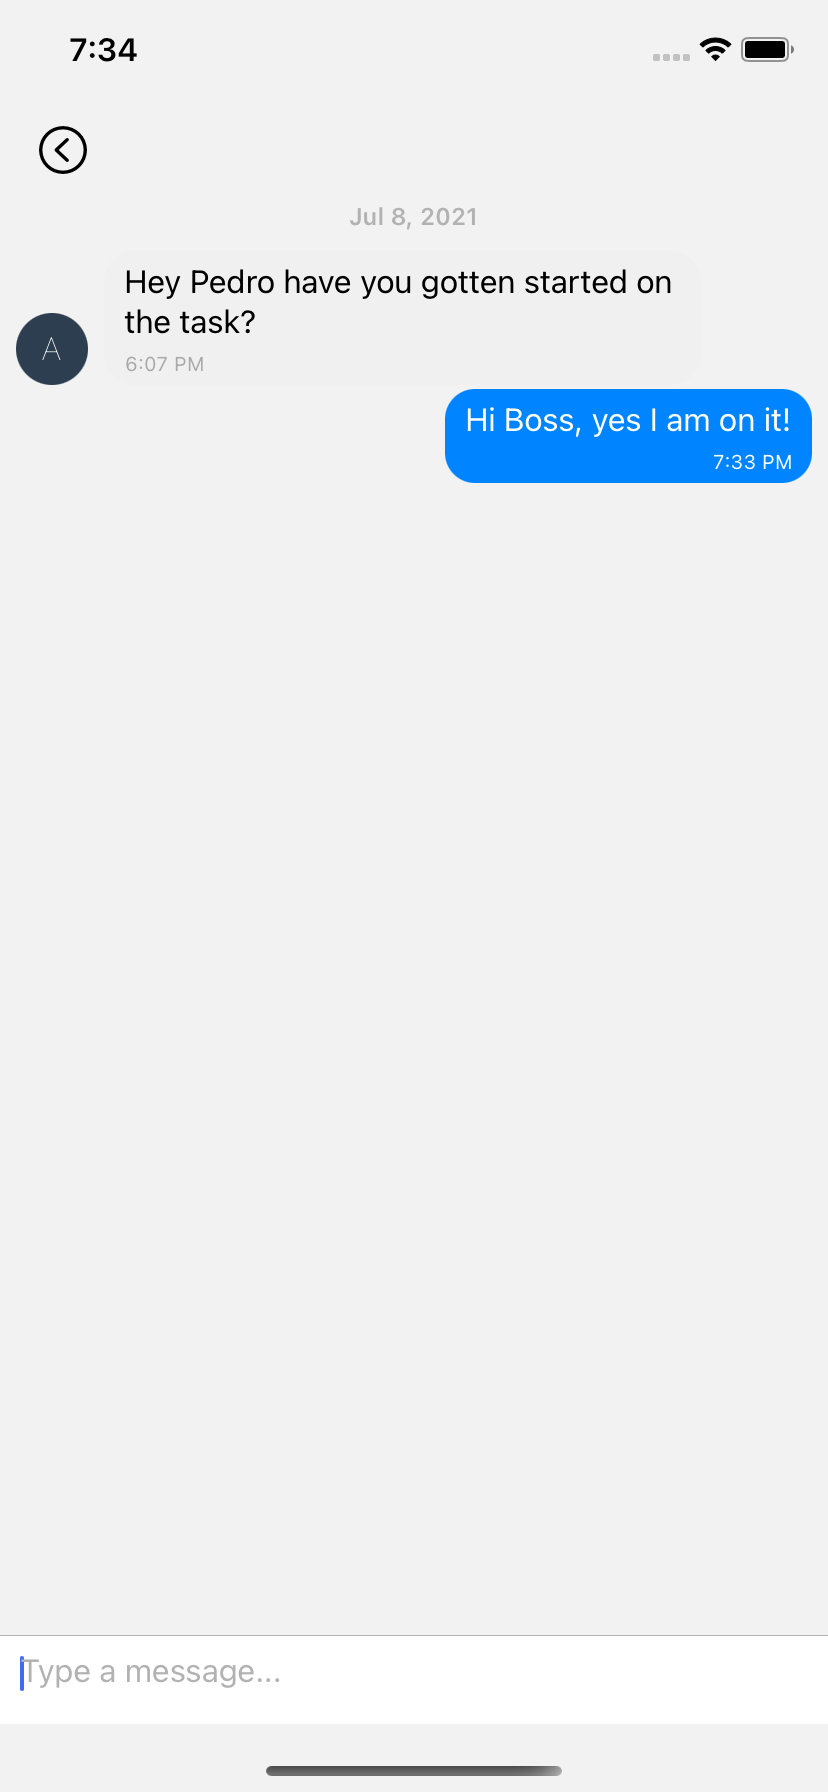 7:34
Jul 8, 2021
Hey Pedro have you gotten started on
the task?
6:07 PM
A
Hi Boss, yes I am on it!
7:33 PM
Type a message...